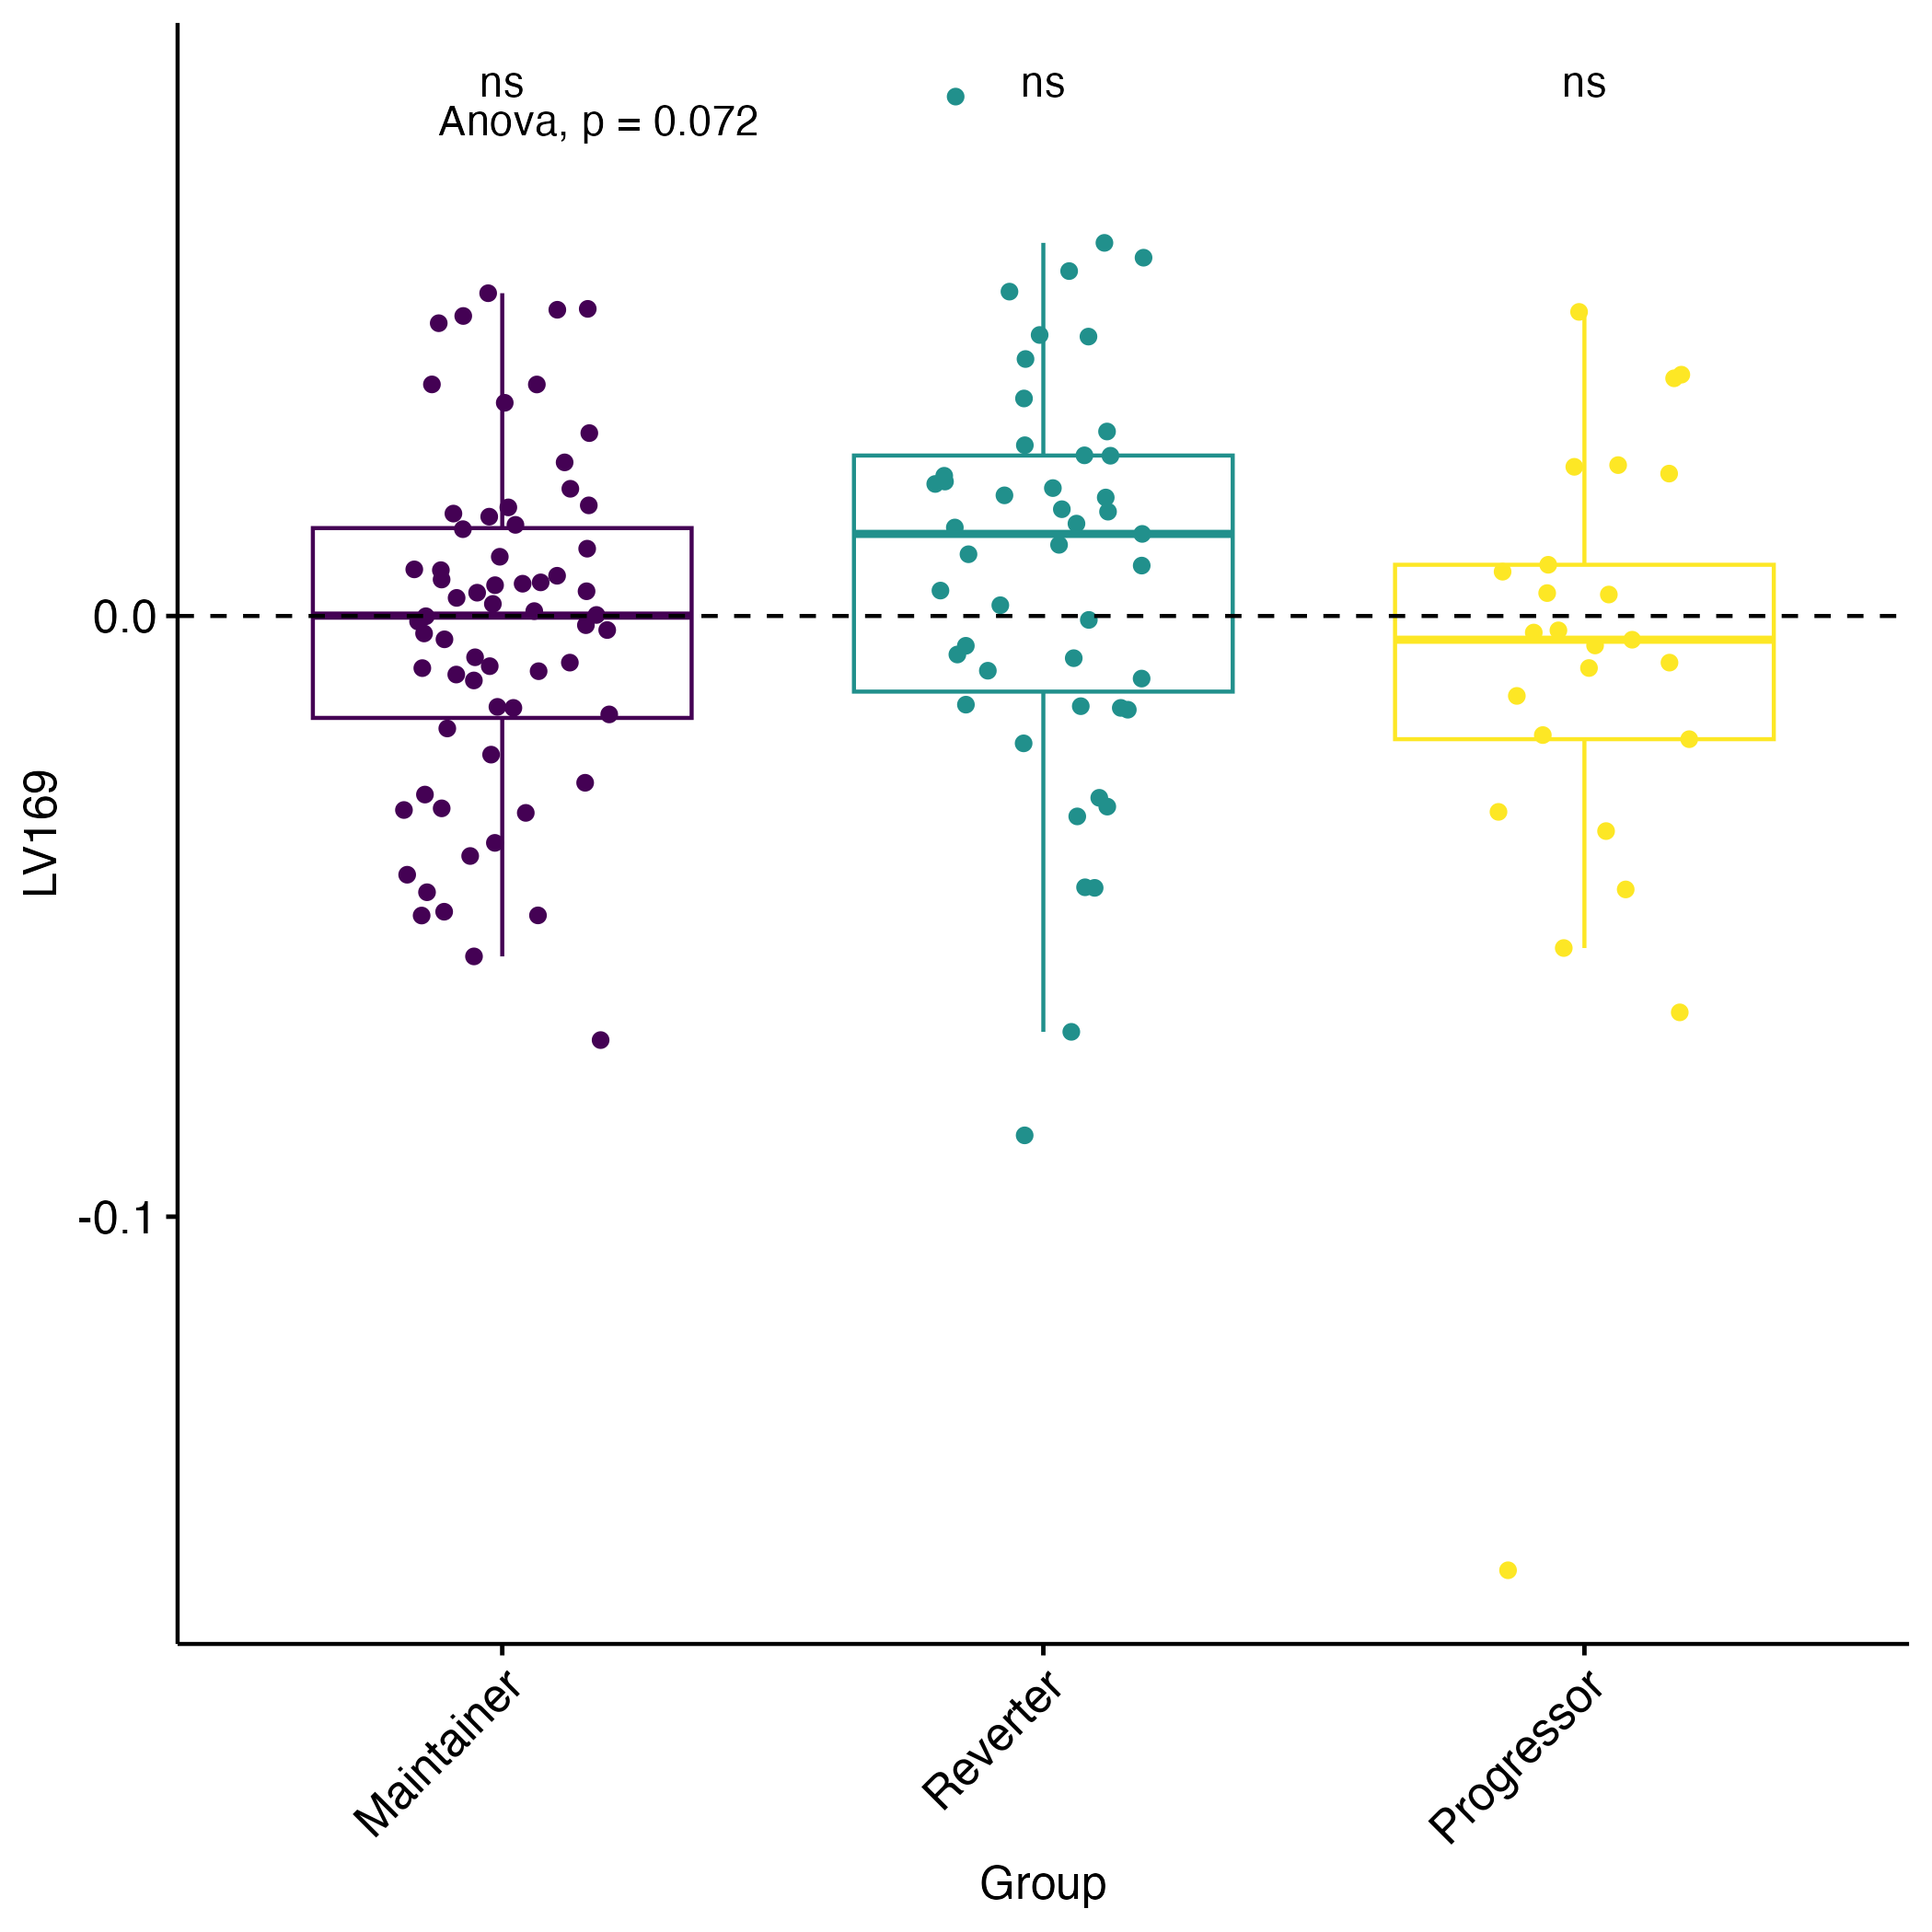 ns ns ns
Anova, p = 0.072
0.0
-0.1
LV169
Maintainer Reverter Progressor
Group